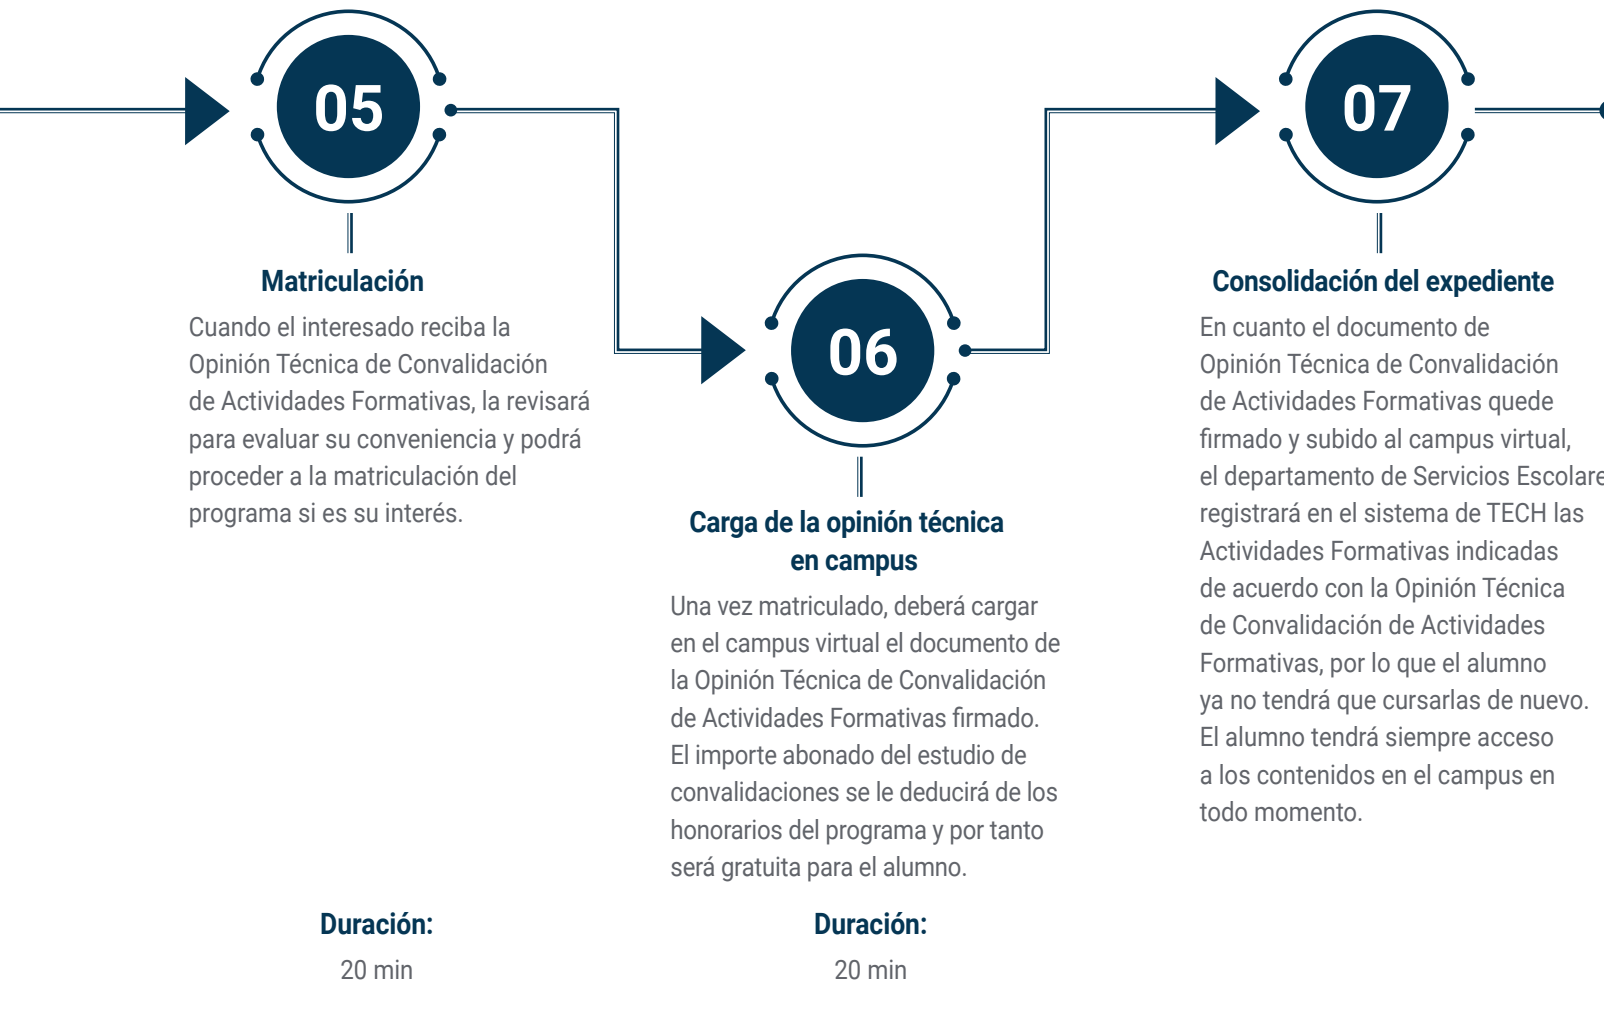 05
Matriculación
Cuando el interesado reciba la
Opinión Técnica de Convalidación
de Actividades Formativas, la revisará
para evaluar su conveniencia y podrá
proceder a la matriculación del
programa si es su interés.
Duración:
20 min
06
Carga de la opinión técnica
en campus
Una vez matriculado, deberá cargar
en el campus virtual el documento de
la Opinión Técnica de Convalidación
de Actividades Formativas firmado.
El importe abonado del estudio de
convalidaciones se le deducirá de los
honorarios del programa y por tanto
será gratuita para el alumno.
Duración:
20 min
07
Consolidación del expediente
En cuanto el documento de
Opinión Técnica de Convalidación
de Actividades Formativas quede
firmado y subido al campus virtual,
el departamento de Servicios Escolare
registrará en el sistema de TECH las
Actividades Formativas indicadas
de acuerdo con la Opinión Técnica
de Convalidación de Actividades
Formativas, por lo que el alumno
ya no tendrá que cursarlas de nuevo.
El alumno tendrá siempre acceso
a los contenidos en el campus en
todo momento.